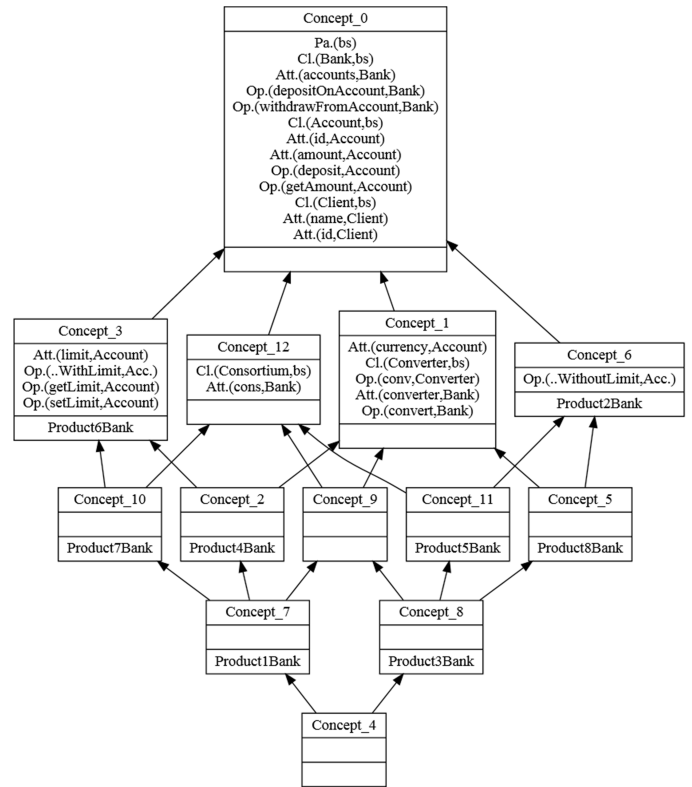 Concept_0
Pa.(bs)
Cl.(Bank,bs)
Att.(accounts,Bank)
Op.(depositOnAccount,Bank)
Op.(withdrawFromAccount,Bank)
Cl.(Account,bs)
Att.(id,Account)
Att.(amount,Account)
Op.(deposit,Account)
Op.(getAmount,Account)
Cl.(Client,bs)
Att.(name,Client)
Att.(id,Client)
Concept_3
Att.(limit,Account)
Op.(..WithLimit,Acc.)
Op.(getLimit,Account)
Op.(setLimit,Account)
Product6Bank
Concept_12
Cl.(Consortium,bs)
Att.(cons,Bank)
Concept_1
Att.(currency,Account)
Cl.(Converter,bs)
Op.(conv,Converter)
Att.(converter,Bank)
Op.(convert,Bank)
Concept_6
Op.(..WithoutLimit,Acc.)
Product2Bank
Concept_10
Product7Bank
Concept_2
Product4Bank
Concept_9
Concept_11
Product5Bank
Concept_5
Product8Bank
Concept_7
Product1Bank
Concept_8
Product3Bank
Concept_4